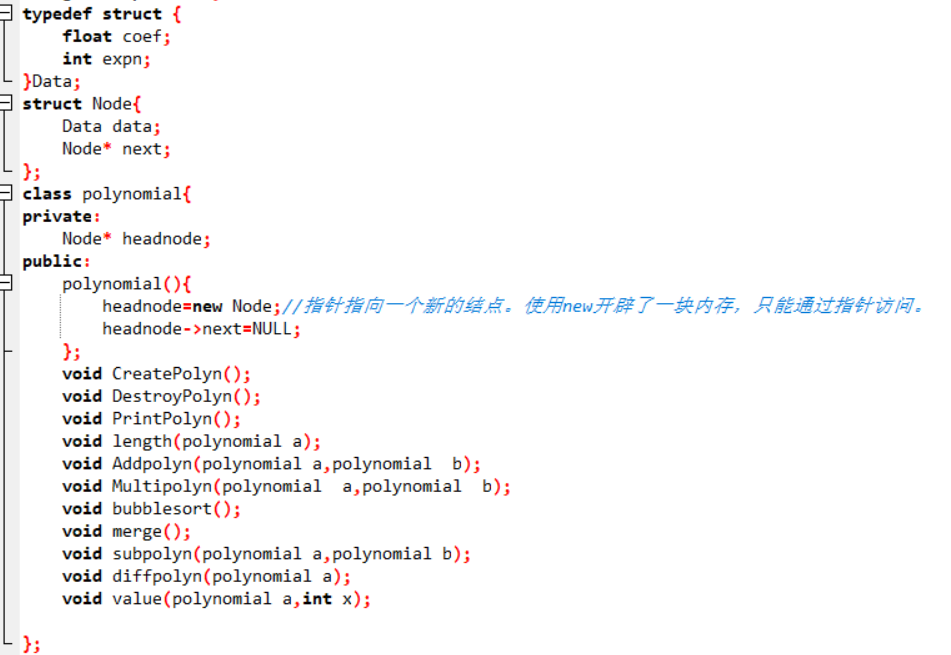 typedef struct {
    float coef;
    int expn;
}Data;
struct Node{
    Data data;
    Node* next;
};
class polynomial{
private:
    Node* headnode;
public:
    polynomial(){
        headnode=new Node;//指针指向一个新的结点。使用new开辟了一块内存，只能通过指针访问。
        headnode->next=NULL;
    };
    void CreatePolyn();
    void DestroyPolyn();
    void PrintPolyn();
    void length(polynomial a);
    void Addpolyn(polynomial a,polynomial  b);
    void Multipolyn(polynomial  a,polynomial  b);
    void bubblesort();
    void merge();
    void subpolyn(polynomial a,polynomial b);
    void diffpolyn(polynomial a);
    void value(polynomial a,int x);

};